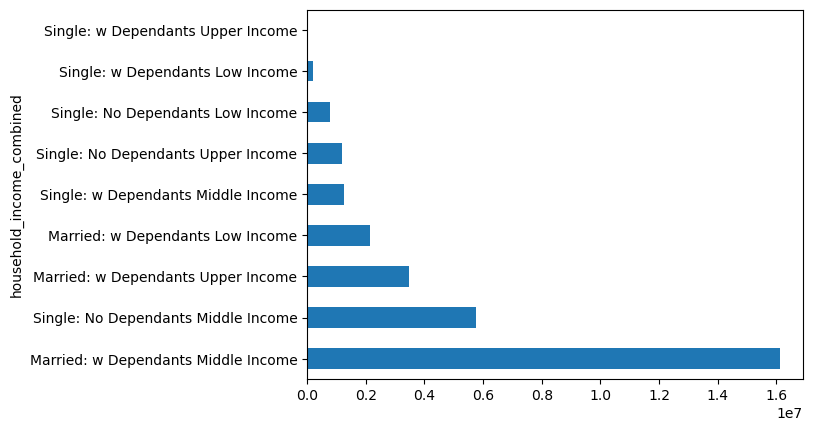 household_income_combined
Single: w Dependants Upper Income
Single: w Dependants Low Income
Single: No Dependants Low Income
Single: No Dependants Upper Income
Single: w Dependants Middle Income
Married: w Dependants Low Income
Married: w Dependants Upper Income
Single: No Dependants Middle Income
Married: w Dependants Middle Income
0.0 0.2 0.4 0.6 0.8 1.0 1.2 1.4 1.6
1e7